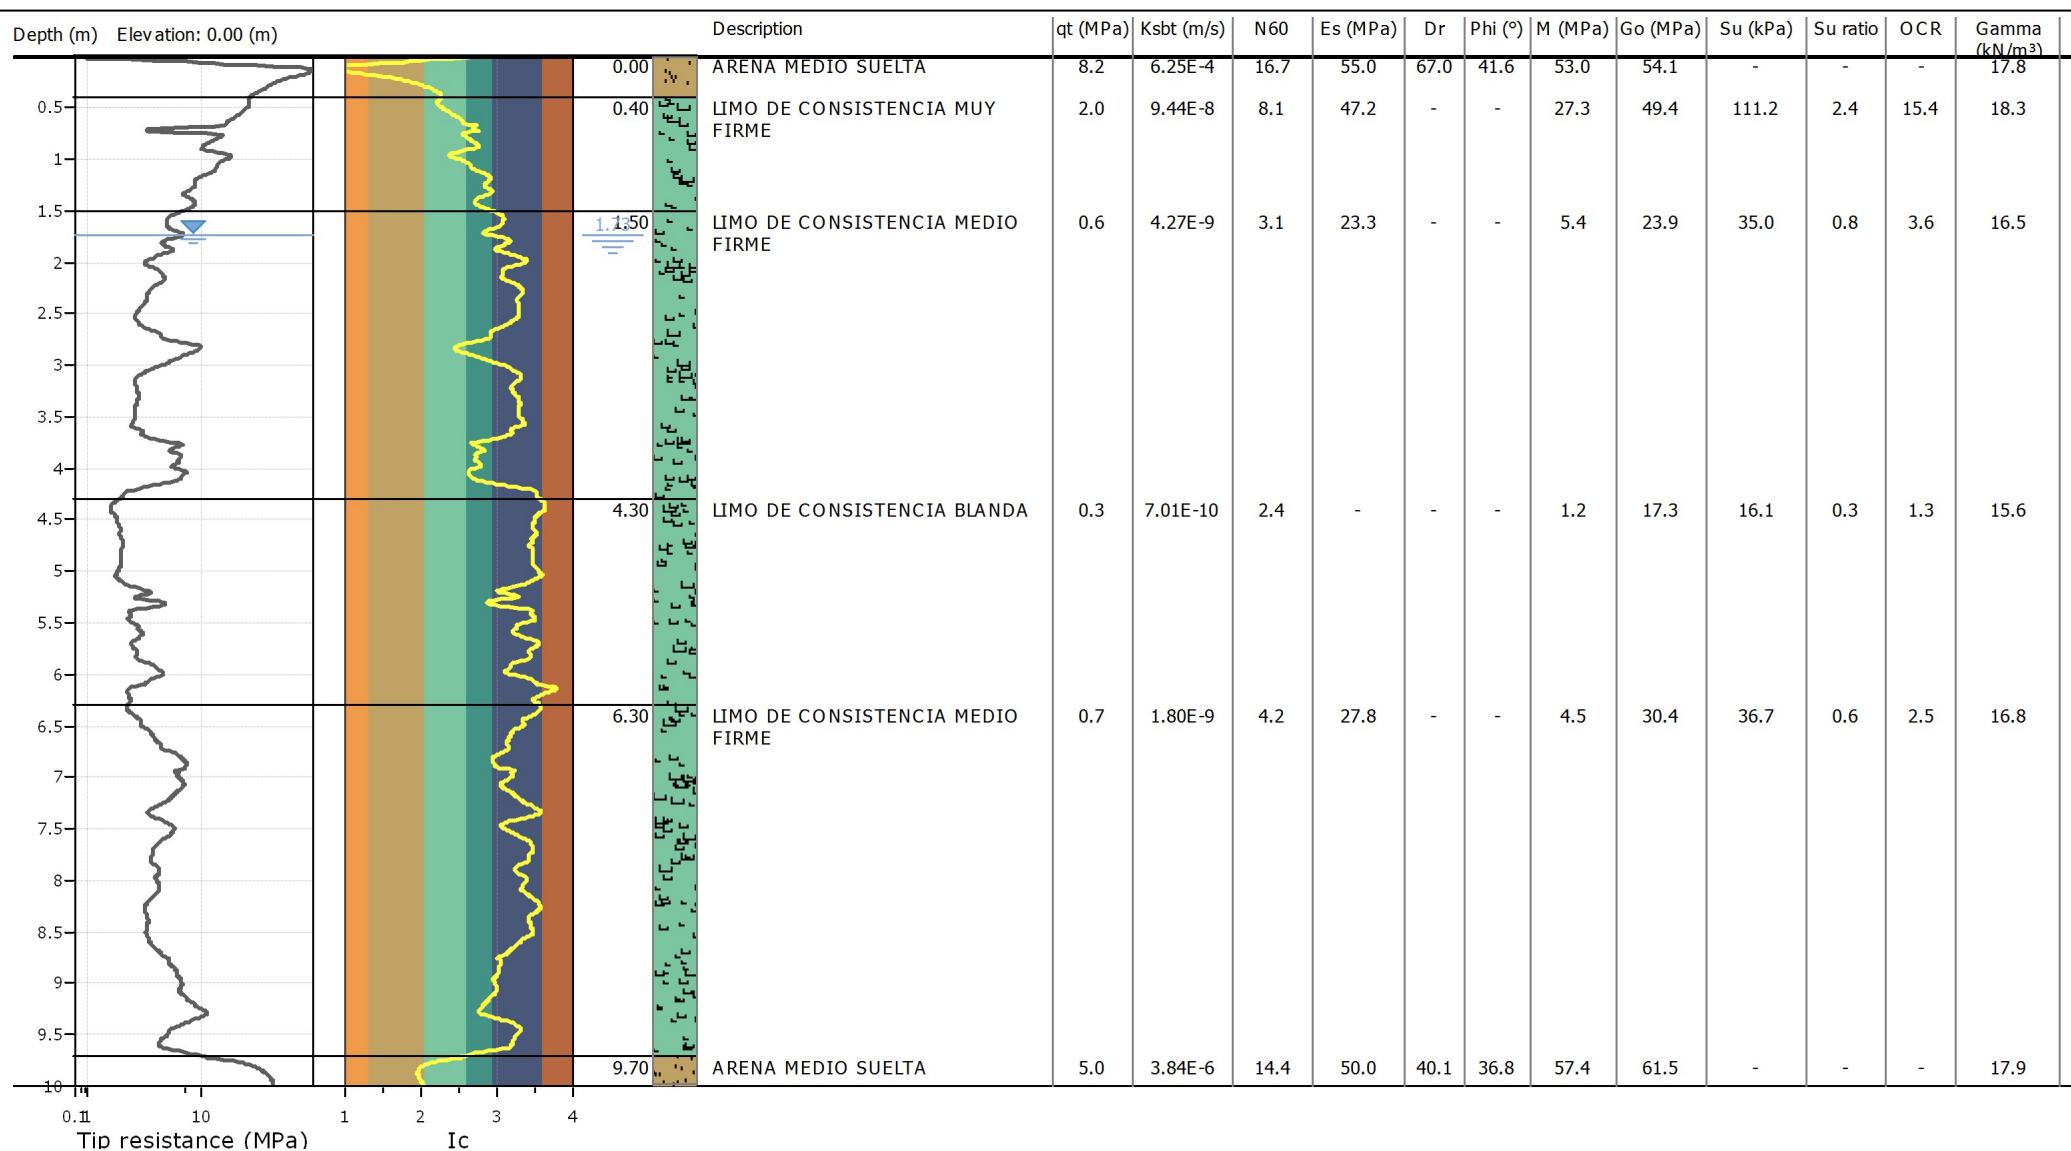 Depth (m) Elevation: 0.00 (m) Description qt (MPa) Ksbt (m/s) N60 Es (MPa) Dr Phi (°) M (MPa) Go (MPa) Su (kPa) Su ratio OCR Gamma
(kN/m³)
0.00 ARENA MEDIO SUELTA 8.2 6.25E-4 16.7 55.0 67.0 41.6 53.0 54.1 - - - 17.8
0.5 0.40 LIMO DE CONSISTENCIA MUY 2.0 9.44E-8 8.1 47.2 - - 27.3 49.4 111.2 2.4 15.4 18.3
FIRME
1
1.5
1.73 1.50 LIMO DE CONSISTENCIA MEDIO 0.6 4.27E-9 3.1 23.3 - - 5.4 23.9 35.0 0.8 3.6 16.5
FIRME
2
2.5
3
3.5
4
4.30 LIMO DE CONSISTENCIA BLANDA 0.3 7.01E-10 2.4 - - - 1.2 17.3 16.1 0.3 1.3 15.6
4.5
5
5.5
6
6.30 LIMO DE CONSISTENCIA MEDIO 0.7 1.80E-9 4.2 27.8 - - 4.5 30.4 36.7 0.6 2.5 16.8
6.5
FIRME
7
7.5
8
8.5
9
9.5
9.70 ARENA MEDIO SUELTA 5.0 3.84E-6 14.4 50.0 40.1 36.8 57.4 61.5 - - - 17.9
10
0.1 1 10 1 2 3 4
Tip resistance (MPa) Ic